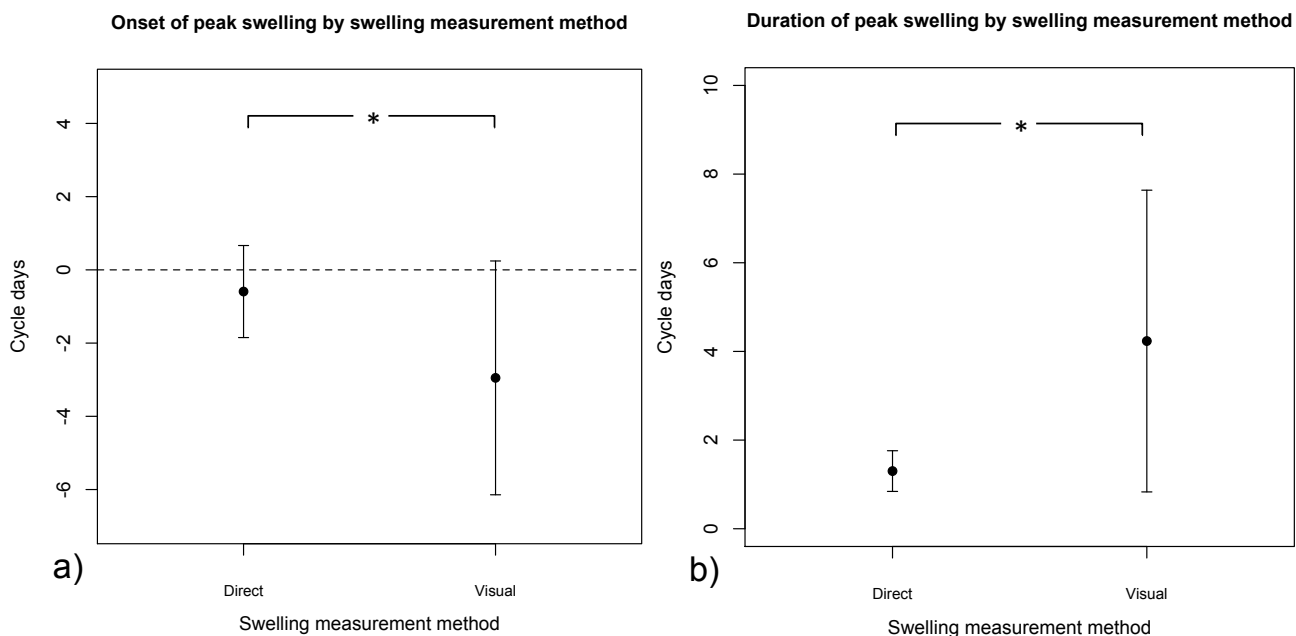 Onset of peak swelling by swelling measurement method
4
2
0
-2
-4
-6
Cycle days
*
a)
Direct
Visual
Swelling measurement method
Duration of peak swelling by swelling measurement method
10
8
6
4
2
0
Cycle days
*
b)
Direct
Visual
Swelling measurement method